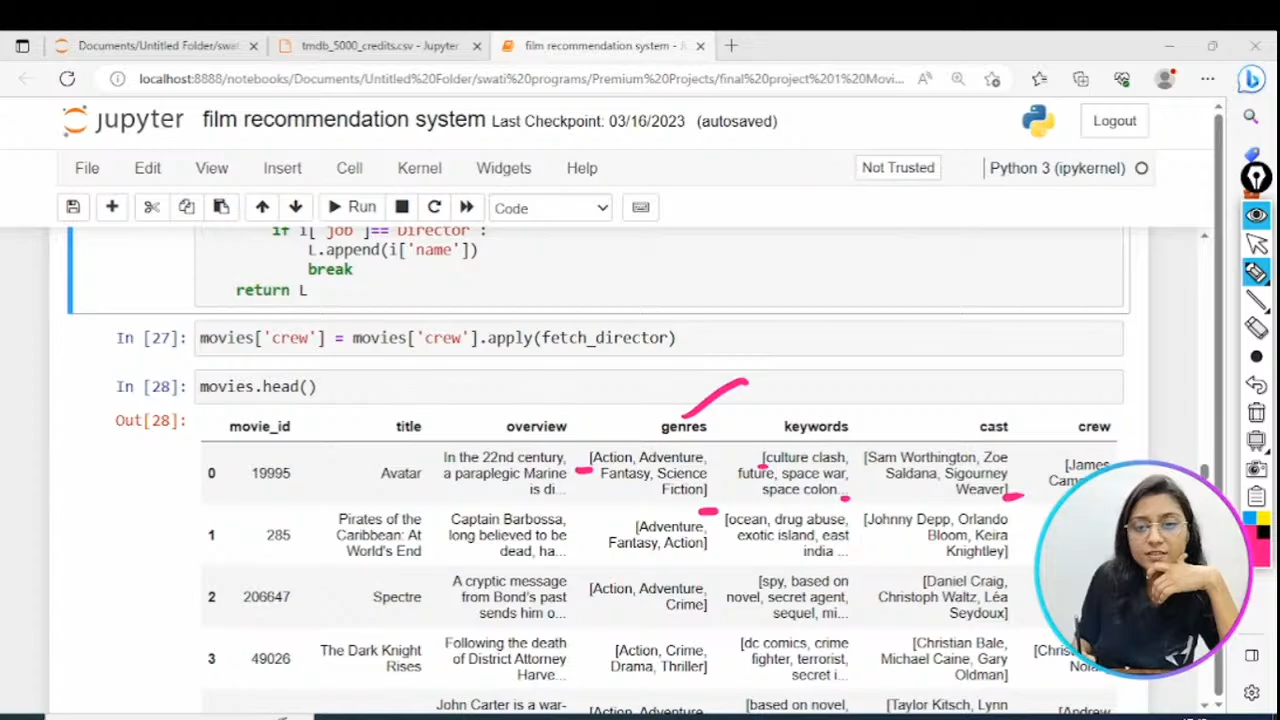 Documents/Untitled Folder/swat
tmdb_5000_credits.csv - Jupyter
film recommendation system - J
localhost:8888/notebooks/Documents/Untitled%20Folder/swati%20programs/Premium%20Projects/final%20project%201%20Movi...
jupyter film recommendation system Last Checkpoint: 03/16/2023 (autosaved)
Logout
File Edit View Insert Cell Kernel Widgets Help
Not Trusted
Python 3 (ipykernel)
Run
Code
if i['job']=='Director':
L.append(i['name'])
break
return L
In [27]: movies['crew'] = movies['crew'].apply(fetch_director)
In [28]: movies.head()
Out[28]:
movie_id title overview genres keywords cast crew
In the 22nd century, [Action, Adventure, [culture clash, [Sam Worthington, Zoe
0 19995 Avatar a paraplegic Marine Fantasy, Science future, space war, Saldana, Sigourney [James
is di... Fiction] space colon... Weaver]
Pirates of the Captain Barbossa, [ocean, drug abuse, [Johnny Depp, Orlando
1 285 Caribbean: At long believed to be [Adventure, exotic island, east Bloom, Keira
World's End dead, ha... Fantasy, Action] india ... Knightley]
A cryptic message [spy, based on [Daniel Craig,
2 206647 Spectre from Bond's past [Action, Adventure, novel, secret agent, Christoph Waltz, Léa
sends him o... Crime] sequel, mi... Seydoux]
Following the death [dc comics, crime [Christian Bale,
3 49026 The Dark Knight of District Attorney [Action, Crime, fighter, terrorist, Michael Caine, Gary
Rises Harve... Drama, Thriller] secret i... Oldman]
John Carter is a war- [Action, Adventure, [based on novel, [Taylor Kitsch, Lynn [Andrew